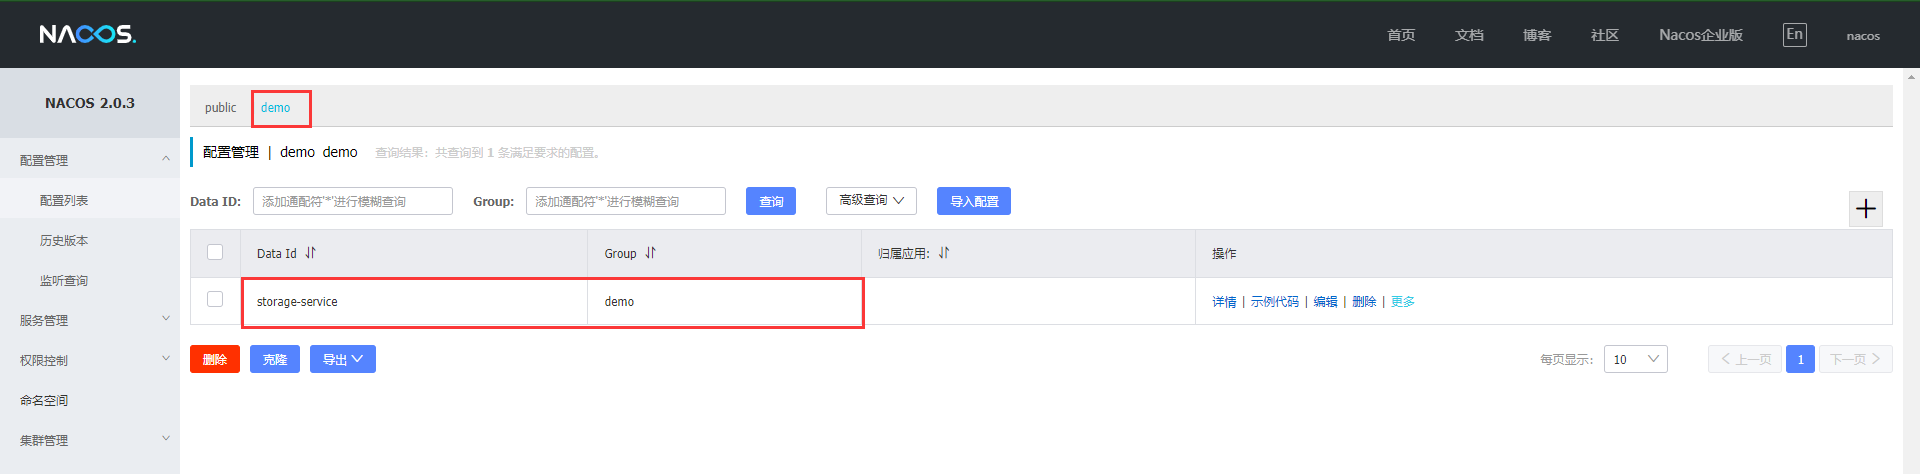 NACOS.
首页 文档 博客 社区 Nacos企业版 En nacos
NACOS 2.0.3
配置管理
配置列表
历史版本
监听查询
服务管理
权限控制
命名空间
集群管理
public demo
配置管理 | demo demo 查询结果：共查询到 1 条满足要求的配置。
Data ID: 添加通配符'*'进行模糊查询 Group: 添加通配符'*'进行模糊查询 查询 高级查询 导入配置
Data Id Group 归属应用: 操作
storage-service demo 详情 | 示例代码 | 编辑 | 删除 | 更多
删除 克隆 导出 每页显示: 10 上一页 1 下一页